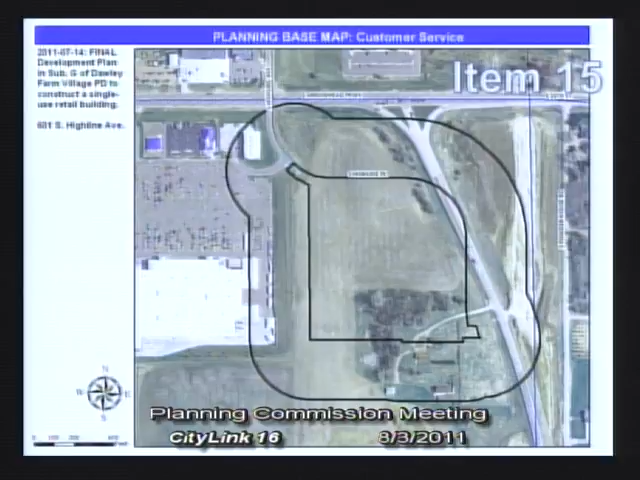 PLANNING BASE MAP: Customer Service
2011-07-14: FINAL
Development Plan
in Sub. G of Dawley
Farm Village PD to
construct a single-
use retail building.
601 S. Highline Ave.
Item 15
N
W E
S
Planning Commission Meeting
CityLink 16 8/3/2011